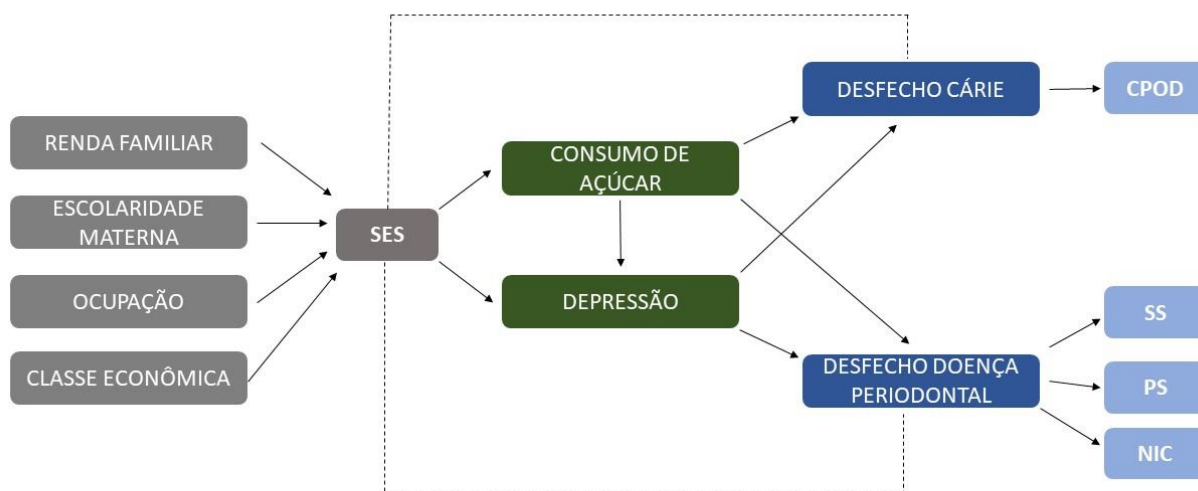 RENDA FAMILIAR
ESCOLARIDADE
MATERNA
OCUPAÇÃO
CLASSE ECONÔMICA
SES
CONSUMO DE
AÇÚCAR
DEPRESSÃO
DESFECHO CÁRIE
DESFECHO DOENÇA
PERIODONTAL
CPOD
SS
PS
NIC